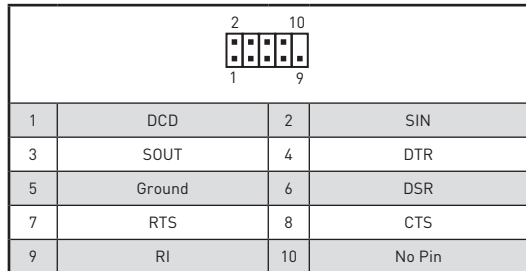 2 10
1 9
1 DCD 2 SIN
3 SOUT 4 DTR
5 Ground 6 DSR
7 RTS 8 CTS
9 RI 10 No Pin